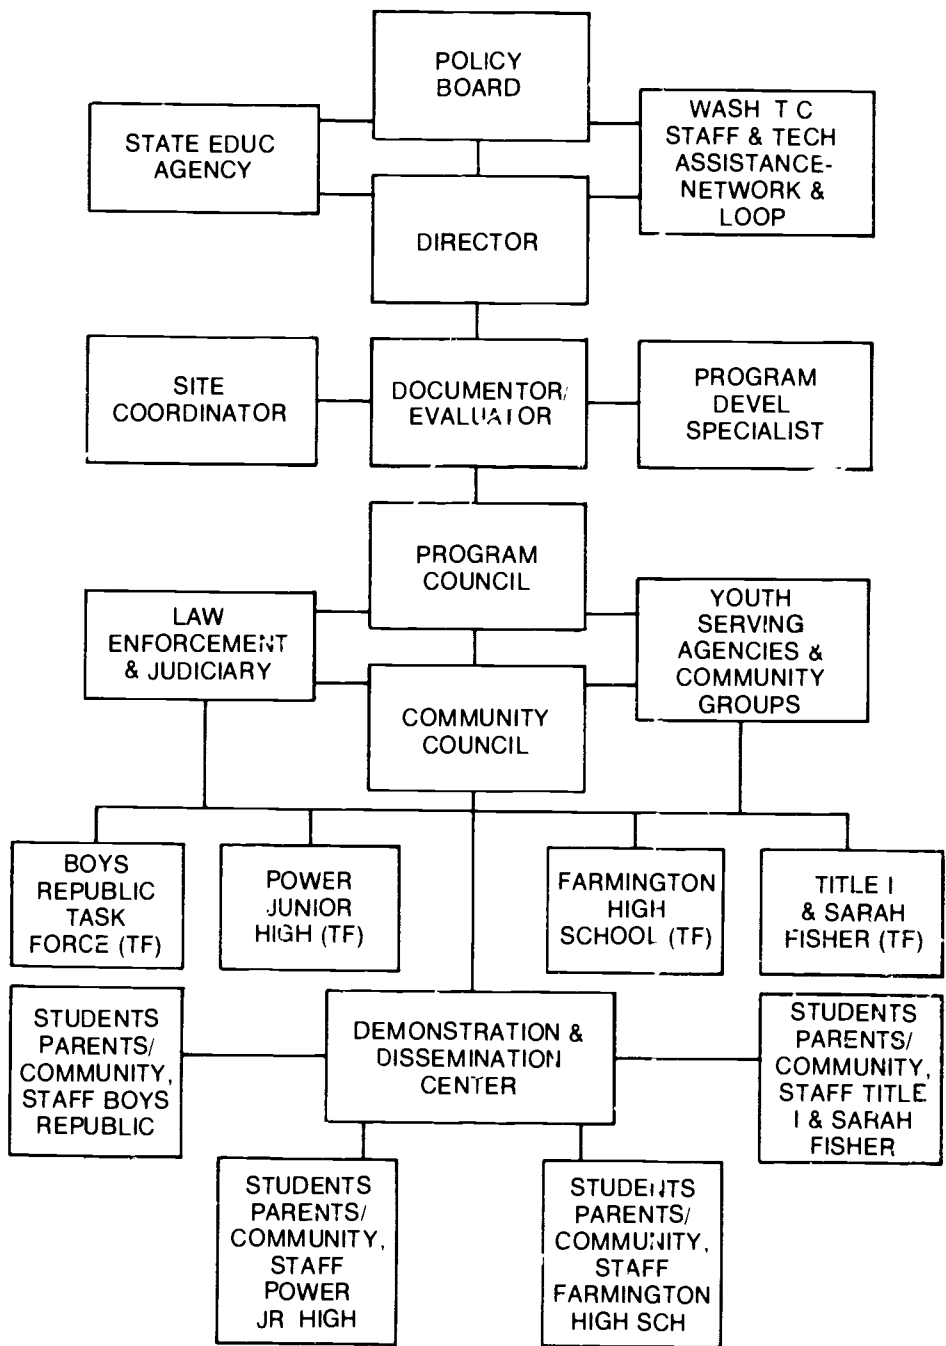 POLICY
BOARD
STATE EDUC
AGENCY
WASH T C
STAFF & TECH
ASSISTANCE-
NETWORK &
LOOP
DIRECTOR
SITE
COORDINATOR
DOCUMENTOR/
EVALUATOR
PROGRAM
DEVEL
SPECIALIST
PROGRAM
COUNCIL
LAW
ENFORCEMENT
& JUDICIARY
YOUTH
SERVING
AGENCIES &
COMMUNITY
GROUPS
COMMUNITY
COUNCIL
BOYS
REPUBLIC
TASK
FORCE (TF)
POWER
JUNIOR
HIGH (TF)
FARMINGTON
HIGH
SCHOOL (TF)
TITLE I
& SARAH
FISHER (TF)
STUDENTS
PARENTS/
COMMUNITY,
STAFF BOYS
REPUBLIC
DEMONSTRATION &
DISSEMINATION
CENTER
STUDENTS
PARENTS/
COMMUNITY,
STAFF TITLE
I & SARAH
FISHER
STUDENTS
PARENTS/
COMMUNITY,
STAFF
POWER
JR HIGH
STUDENTS
PARENTS/
COMMUNITY,
STAFF
FARMINGTON
HIGH SCH